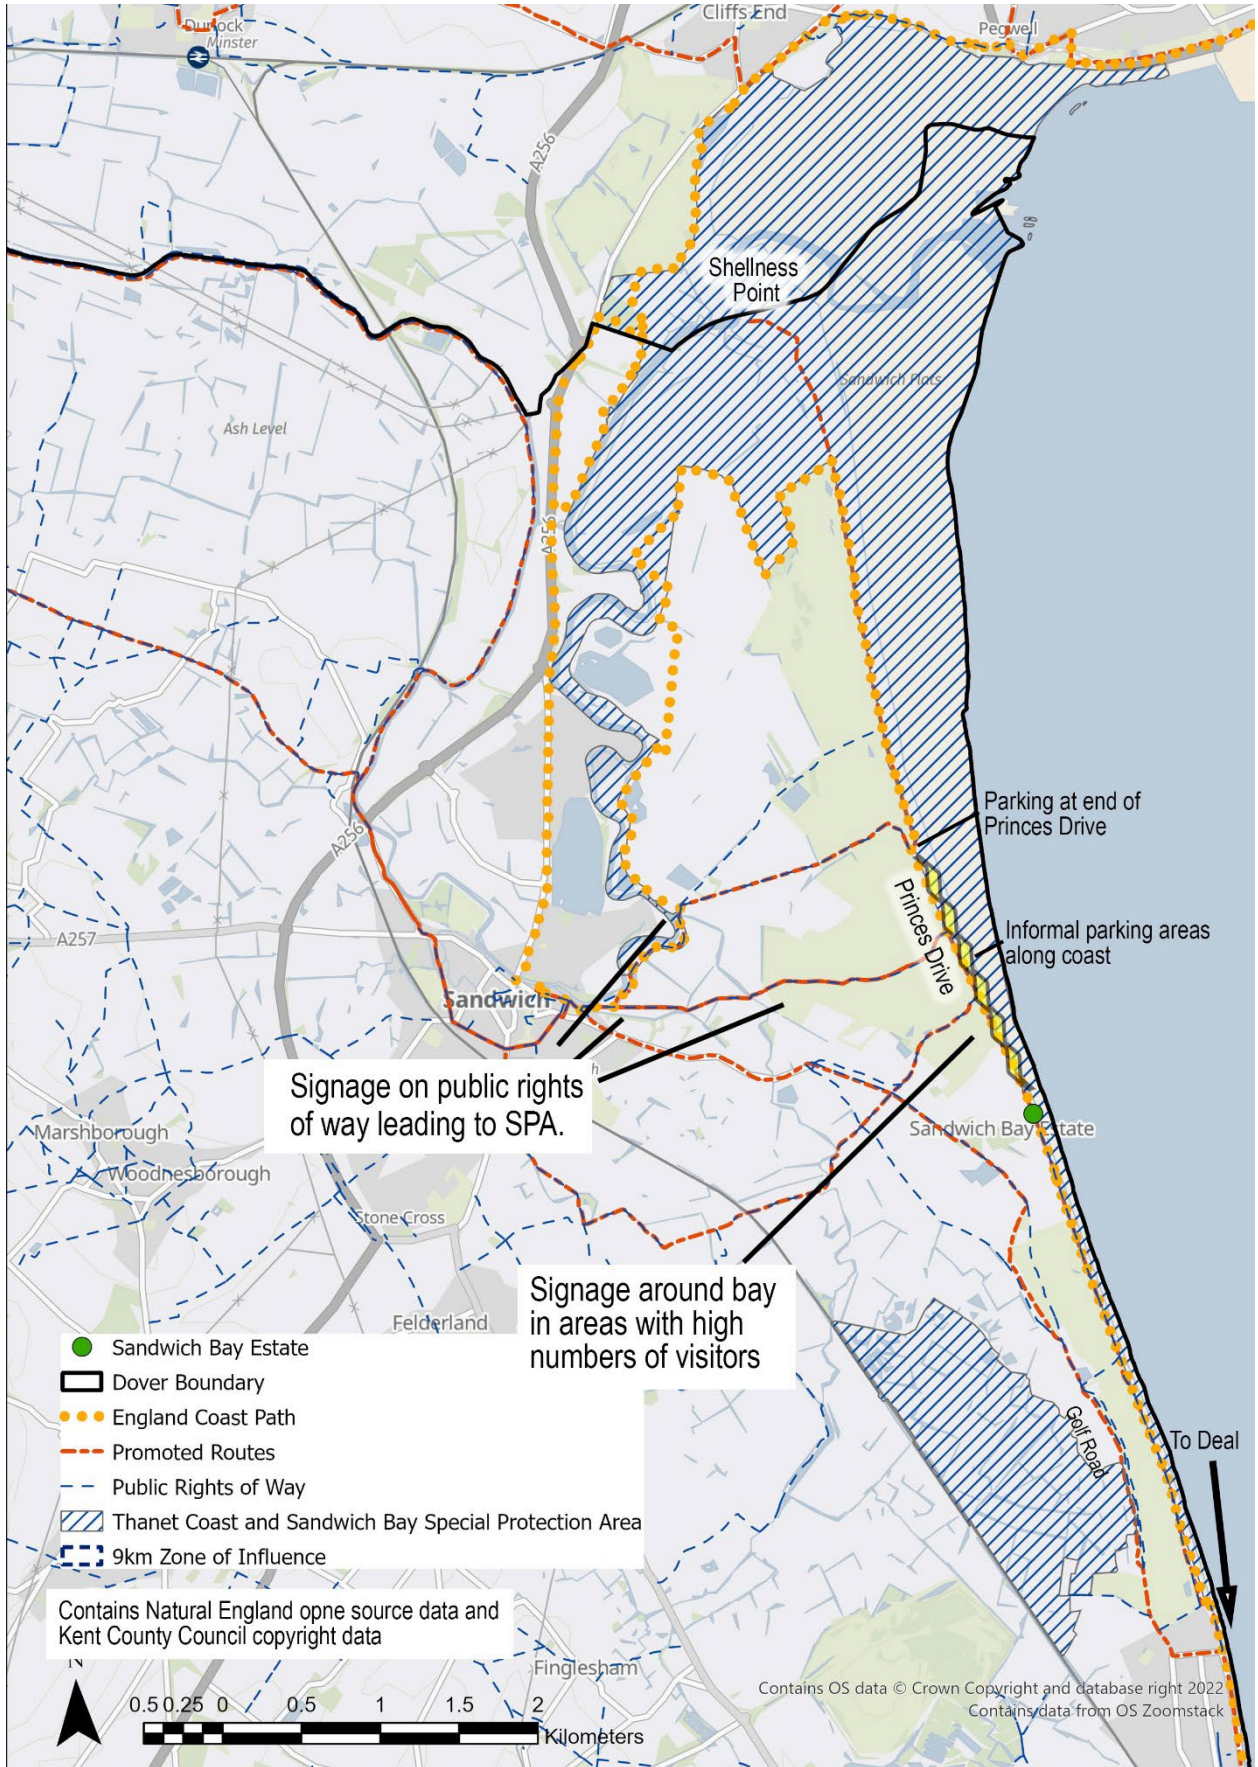 Cliffs End
Pegwell
Durlock
Minster
A256
Shellness
Point
Sandwich Flats
Ash Level
A256
Parking at end of
Princes Drive
A256
Princes Drive
Informal parking areas
along coast
A257
Sandwich
Signage on public rights
of way leading to SPA.
Sandwich Bay Estate
Marshborough
Woodnesborough
Stone Cross
Signage around bay
in areas with high
numbers of visitors
Felderland
Sandwich Bay Estate
Dover Boundary
England Coast Path
Promoted Routes
Public Rights of Way
Thanet Coast and Sandwich Bay Special Protection Area
9km Zone of Influence
Golf Road
To Deal
Contains Natural England opne source data and
Kent County Council copyright data
N
Finglesham
0.5 0.25 0 0.5 1 1.5 2
Kilometers
Contains OS data © Crown Copyright and database right 2022
Contains data from OS Zoomstack